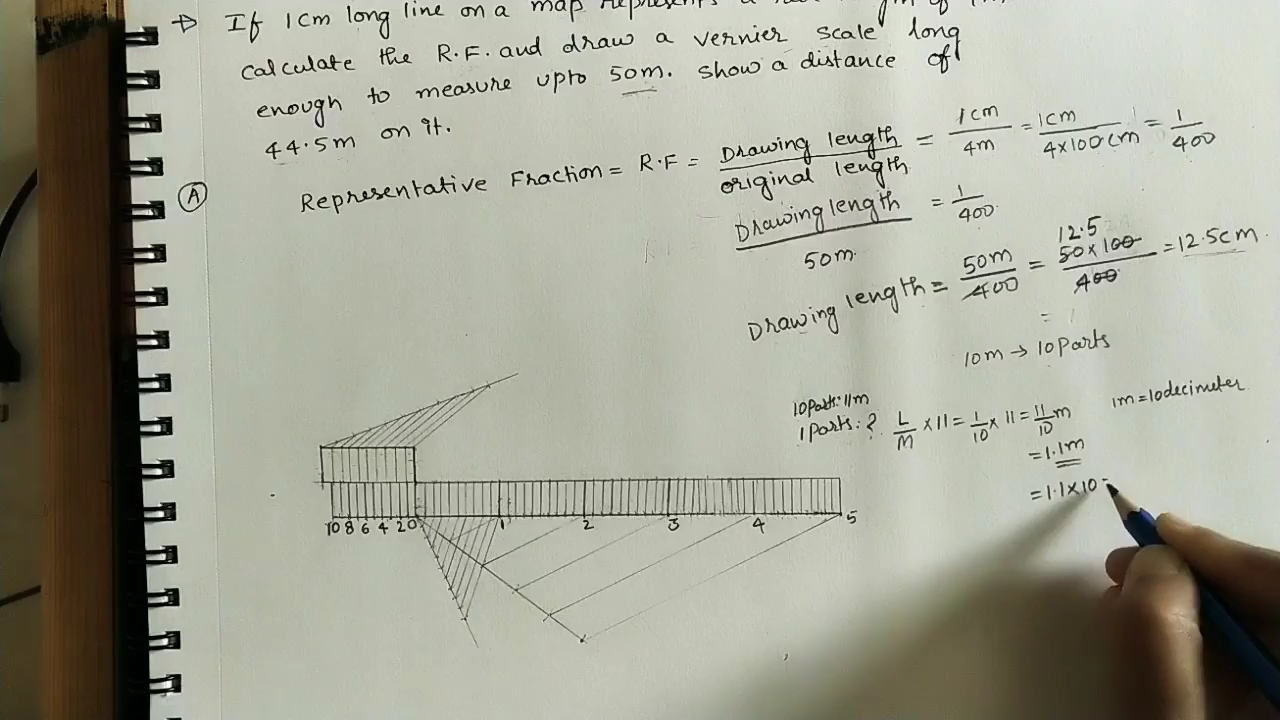 If 1cm long line on a map represents a
calculate the R.F. and draw a vernier scale long
enough to measure upto 50m. show a distance of
44.5m on it.
A
Representative Fraction = R.F = Drawing length / original length = 1cm / 4m = 1cm / 4x100cm = 1/400
Drawing length / 50m = 1/400
Drawing length = 50m / 400 = 50x100 / 400 = 12.5cm
12.5
=
10m → 10parts
10Parts: 11m
1parts: ? L/M x 11 = 1/10 x 11 = 11/10 m
1m = 10decimeter
= 1.1m
= 1.1x10
10 8 6 4 2 0 1 2 3 4 5